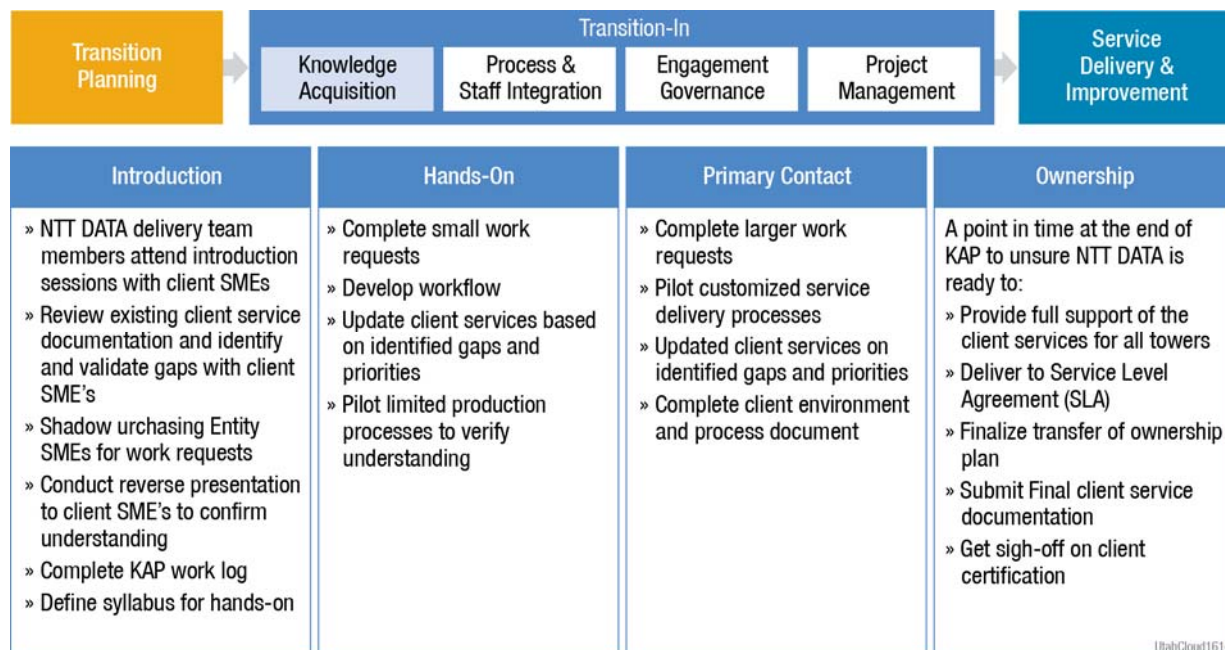 Transition
Planning
Transition-In
Knowledge
Acquisition
Process &
Staff Integration
Engagement
Governance
Project
Management
Service
Delivery &
Improvement
Introduction
» NTT DATA delivery team
members attend introduction
sessions with client SMEs
» Review existing client service
documentation and identify
and validate gaps with client
SME's
» Shadow urchasing Entity
SMEs for work requests
» Conduct reverse presentation
to client SME's to confirm
understanding
» Complete KAP work log
» Define syllabus for hands-on
Hands-On
» Complete small work
requests
» Develop workflow
» Update client services based
on identified gaps and
priorities
» Pilot limited production
processes to verify
understanding
Primary Contact
» Complete larger work
requests
» Pilot customized service
delivery processes
» Updated client services on
identified gaps and priorities
» Complete client environment
and process document
Ownership
A point in time at the end of
KAP to unsure NTT DATA is
ready to:
» Provide full support of the
client services for all towers
» Deliver to Service Level
Agreement (SLA)
» Finalize transfer of ownership
plan
» Submit Final client service
documentation
» Get sigh-off on client
certification